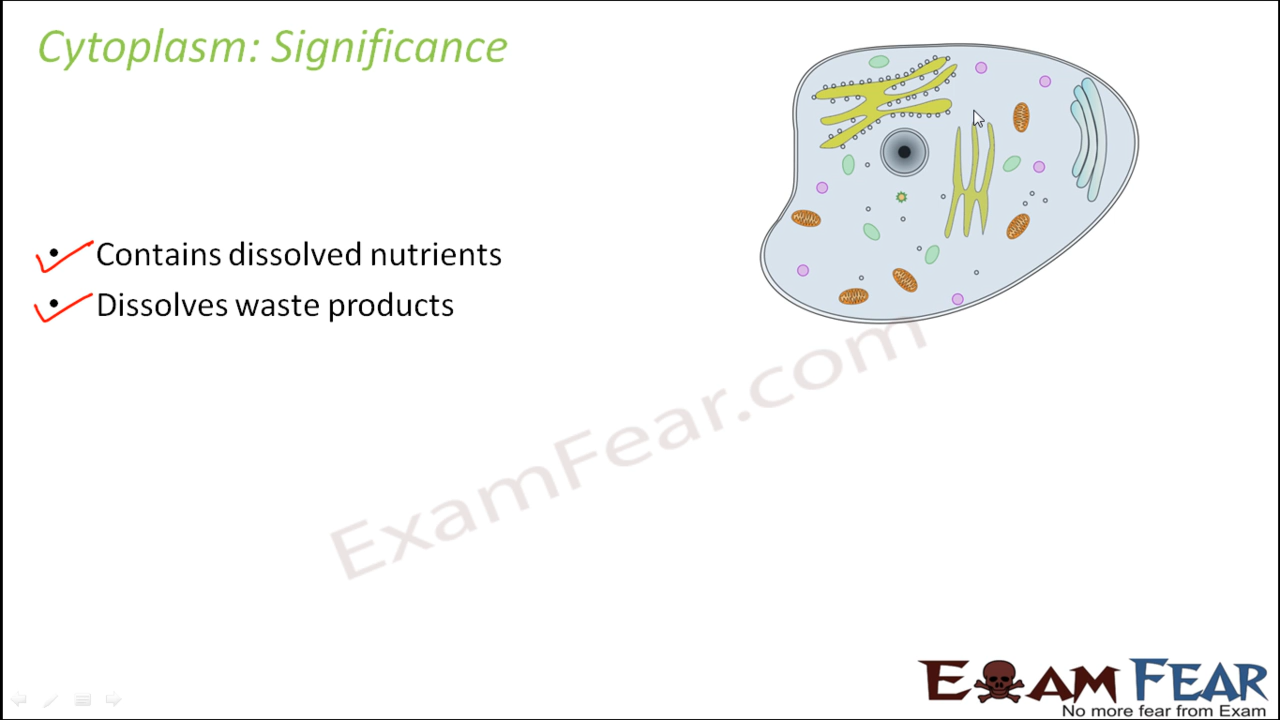 Cytoplasm: Significance
• Contains dissolved nutrients
• Dissolves waste products
ExamFear.com
EXAM FEAR
No more fear from Exam